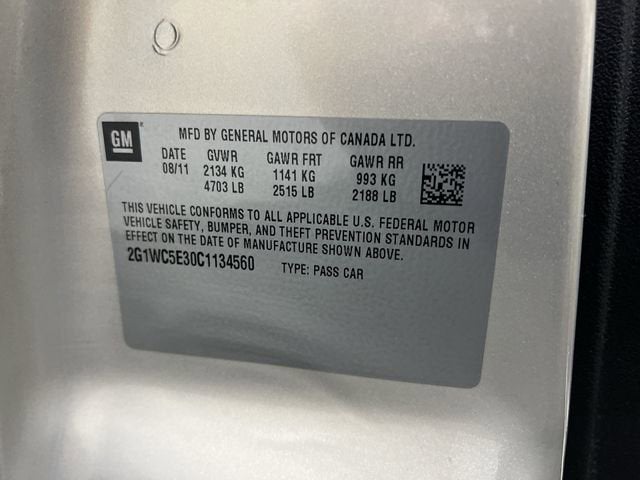 GM
MFD BY GENERAL MOTORS OF CANADA LTD.
DATE GVWR GAWR FRT GAWR RR
08/11 2134 KG 1141 KG 993 KG
4703 LB 2515 LB 2188 LB
THIS VEHICLE CONFORMS TO ALL APPLICABLE U.S. FEDERAL MOTOR
VEHICLE SAFETY, BUMPER, AND THEFT PREVENTION STANDARDS IN
EFFECT ON THE DATE OF MANUFACTURE SHOWN ABOVE.
2G1WC5E30C1134560 TYPE: PASS CAR